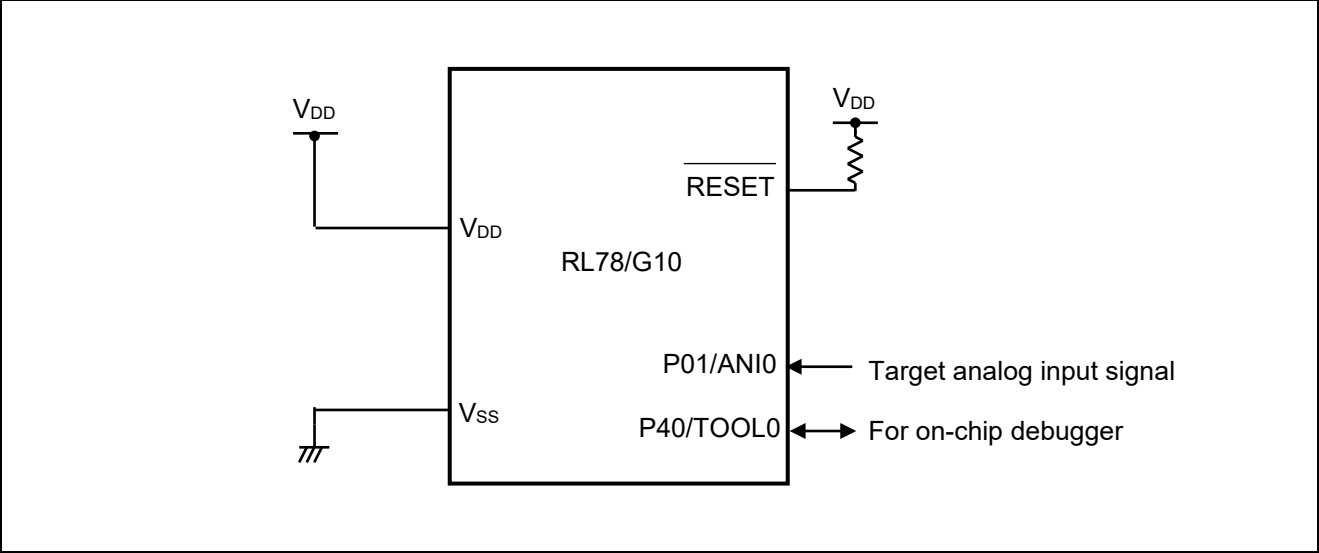 VDD
VDD
RESET
VDD
RL78/G10
P01/ANI0
Target analog input signal
VSS
P40/TOOL0
For on-chip debugger